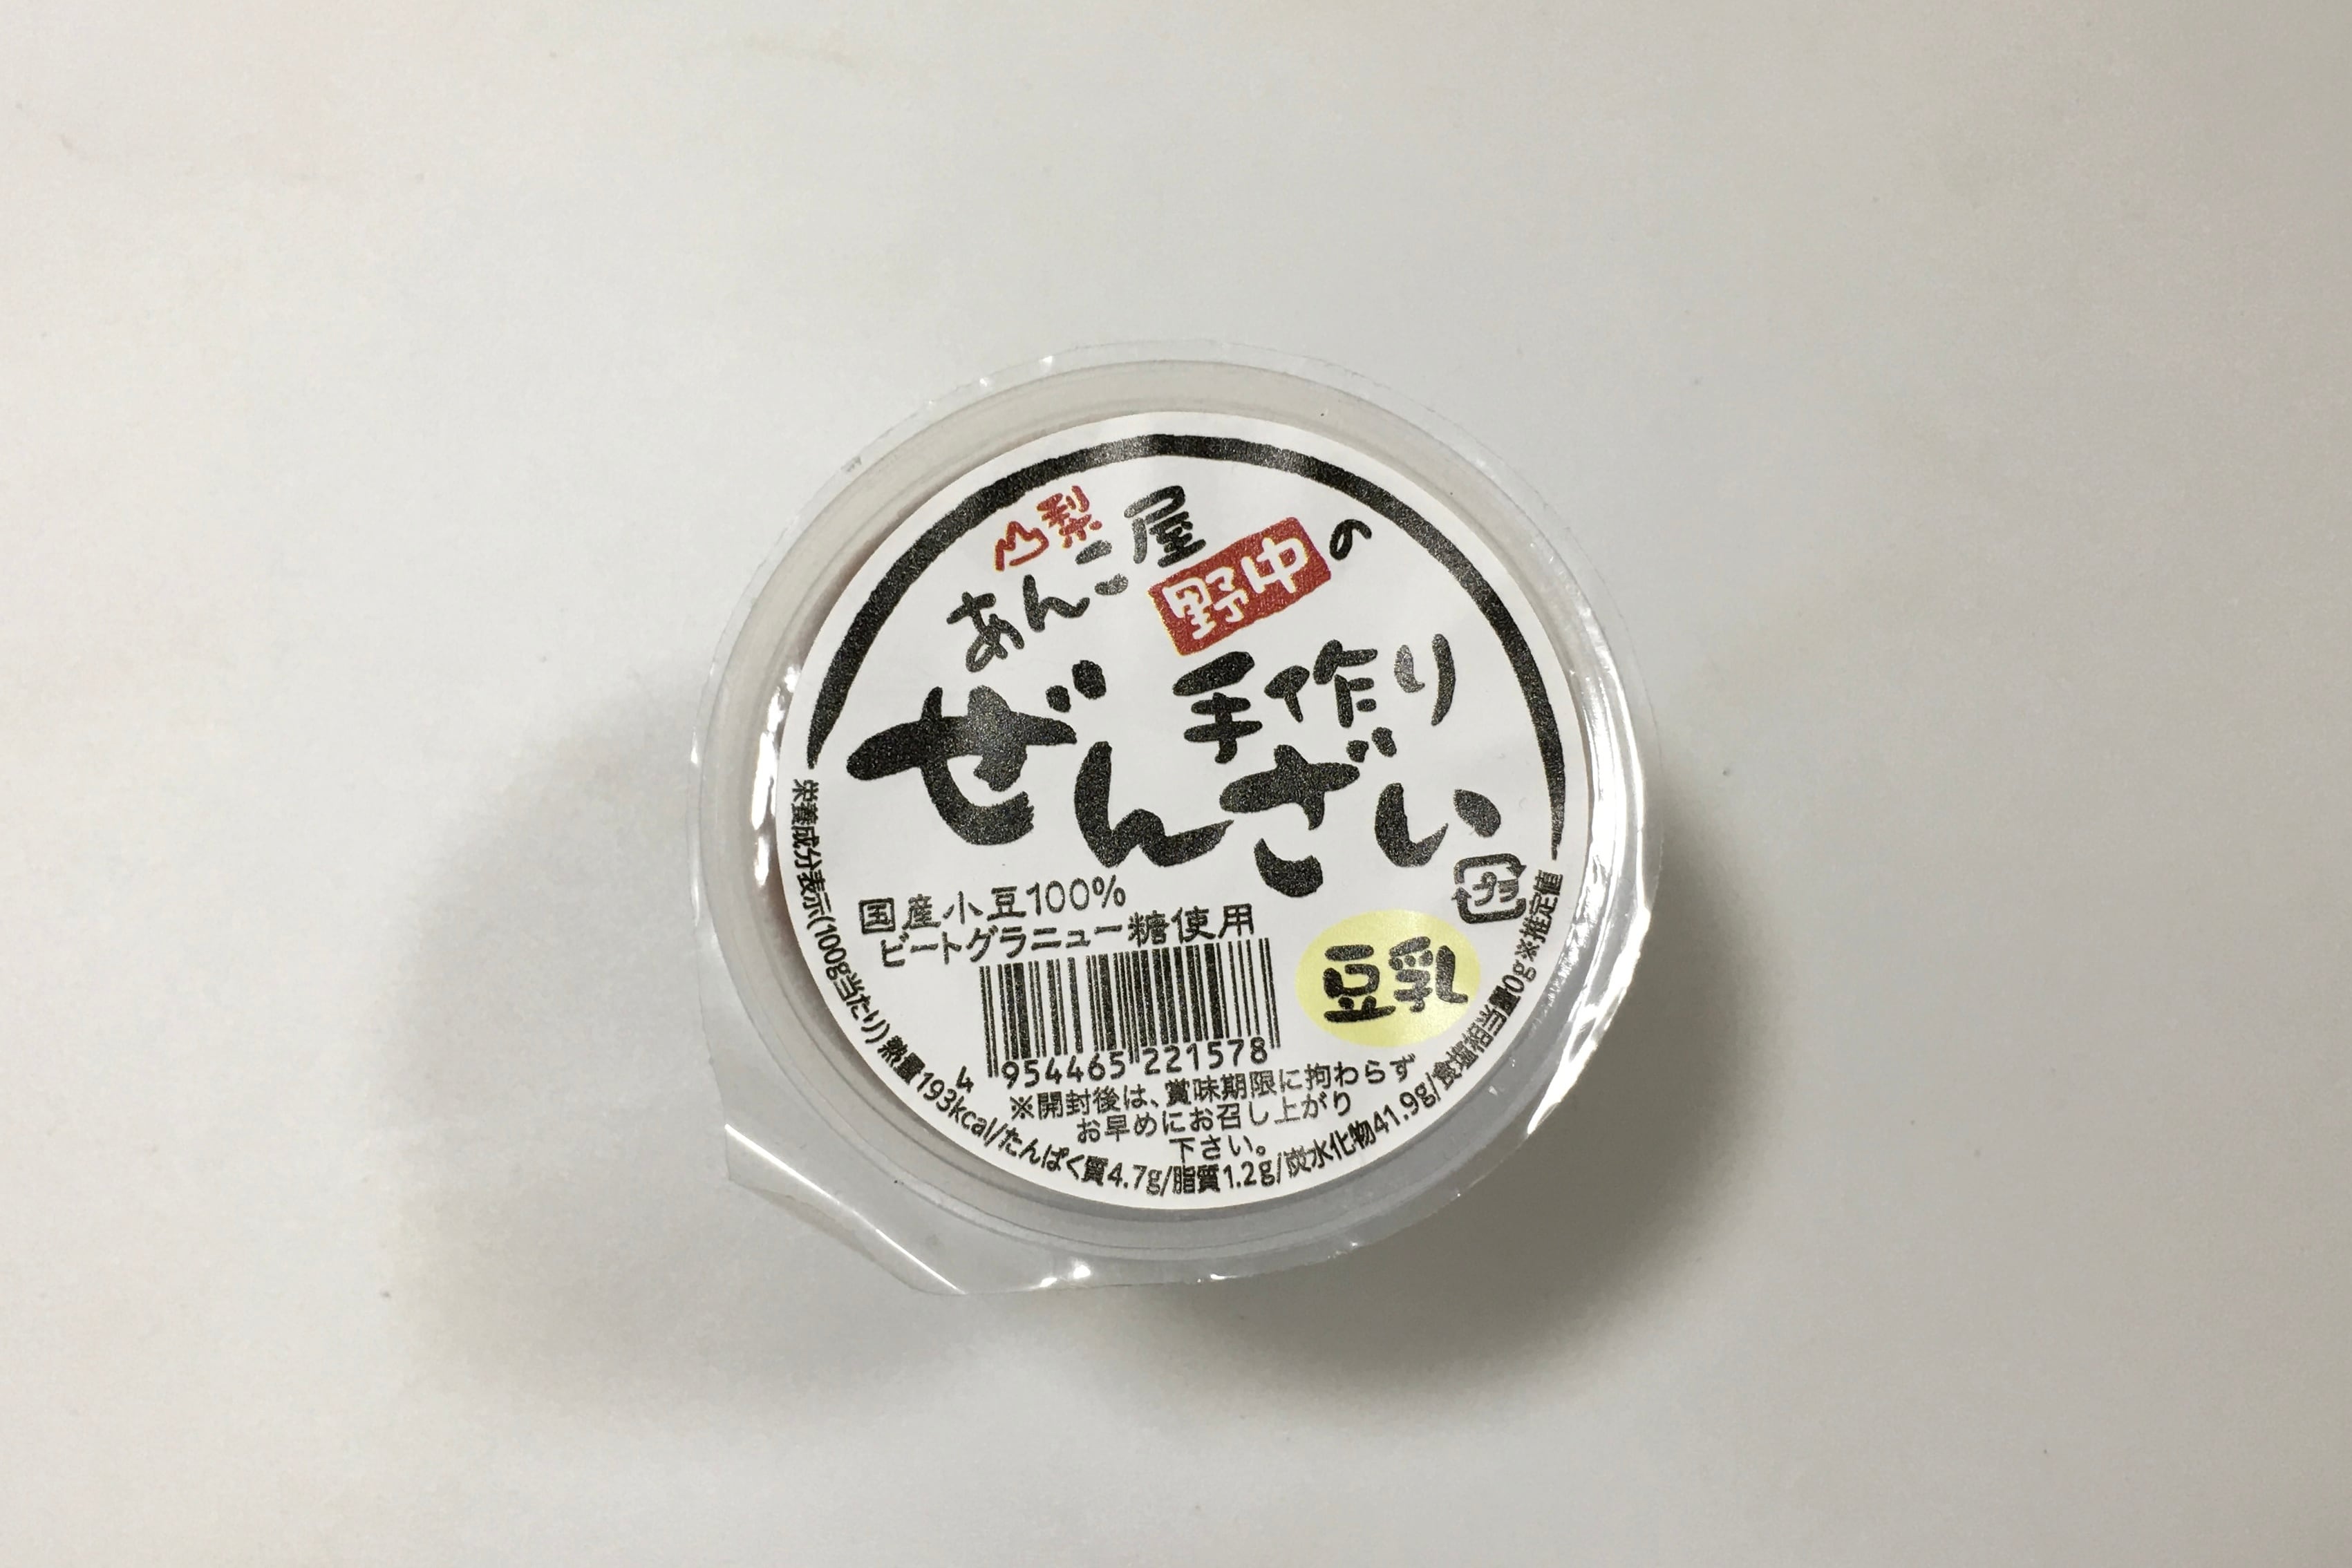 山梨
あんこ屋
野中の
手作り
ぜんざい
国産小豆100%
ビートグラニュー糖使用
豆乳
プラ
4 954465 221578
※開封後は、賞味期限に拘わらず
お早めにお召し上がり
下さい。
栄養成分表示(100g当たり)熱量193kcal/たんぱく質4.7g/脂質1.2g/炭水化物41.9g/食塩相当量0g※推定値